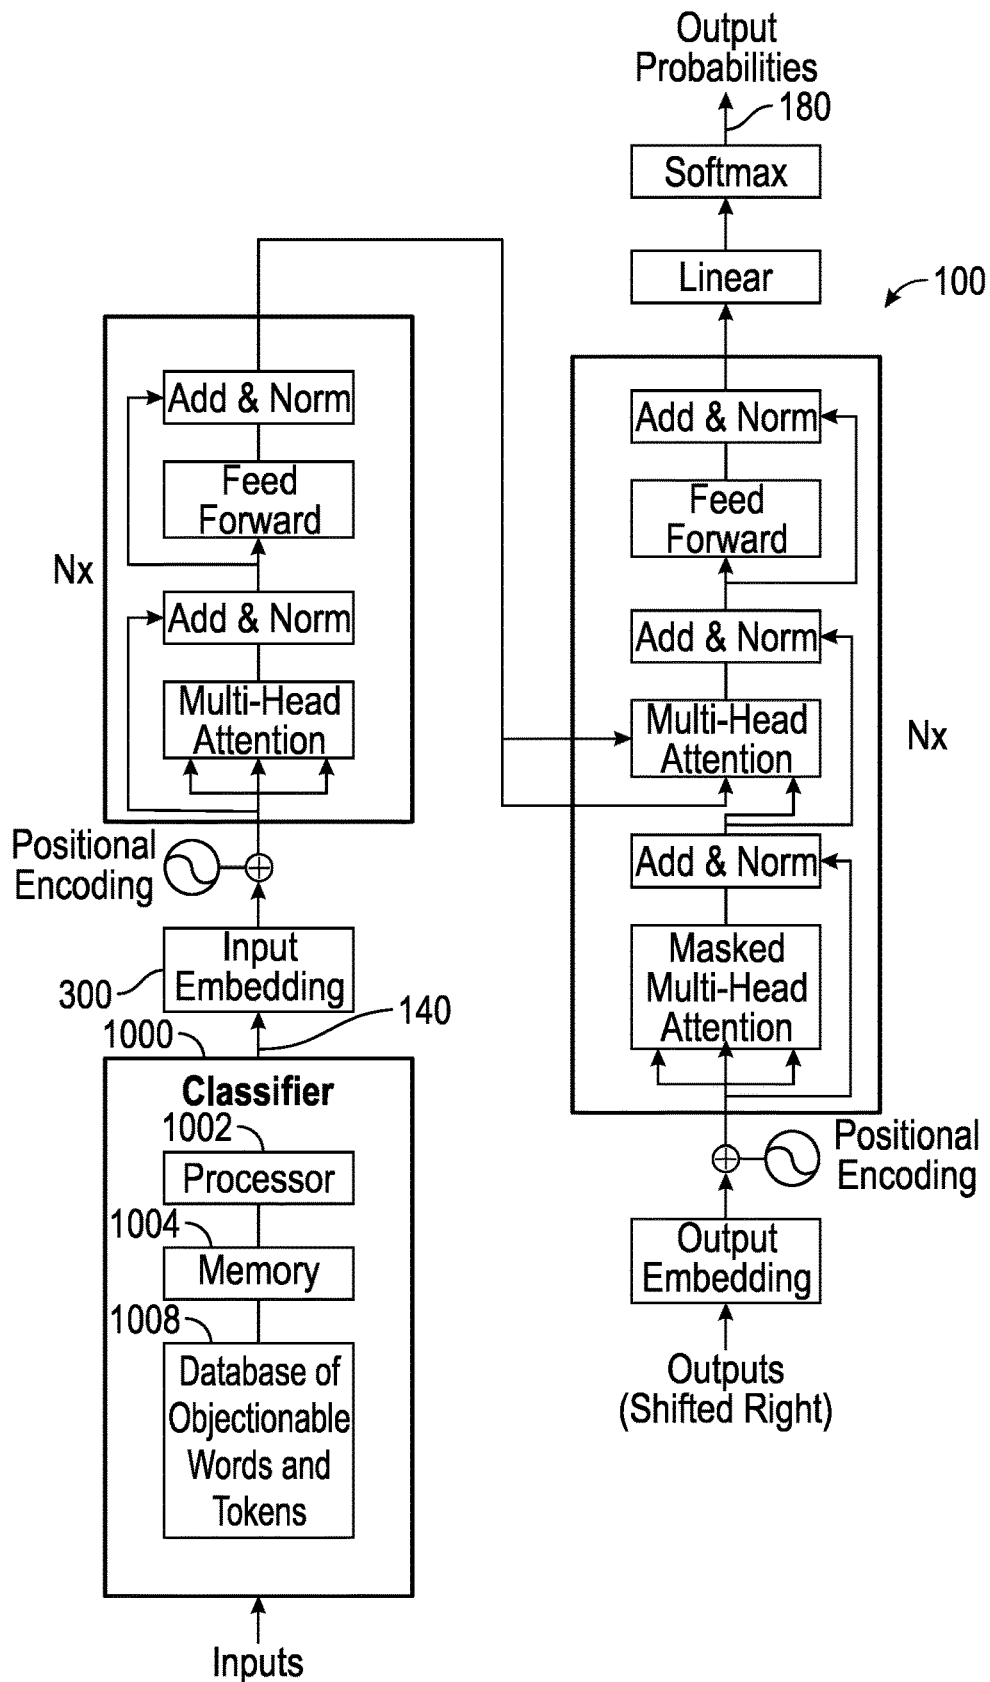 Output
Probabilities
180
Softmax
Linear
100
Add & Norm
Feed
Forward
Nx
Add & Norm
Multi-Head
Attention
Positional
Encoding
Input
Embedding
300
140
1000
Classifier
1002
Processor
1004
Memory
1008
Database of
Objectionable
Words and
Tokens
Inputs
Add & Norm
Feed
Forward
Add & Norm
Multi-Head
Attention
Nx
Add & Norm
Masked
Multi-Head
Attention
Positional
Encoding
Output
Embedding
Outputs
(Shifted Right)